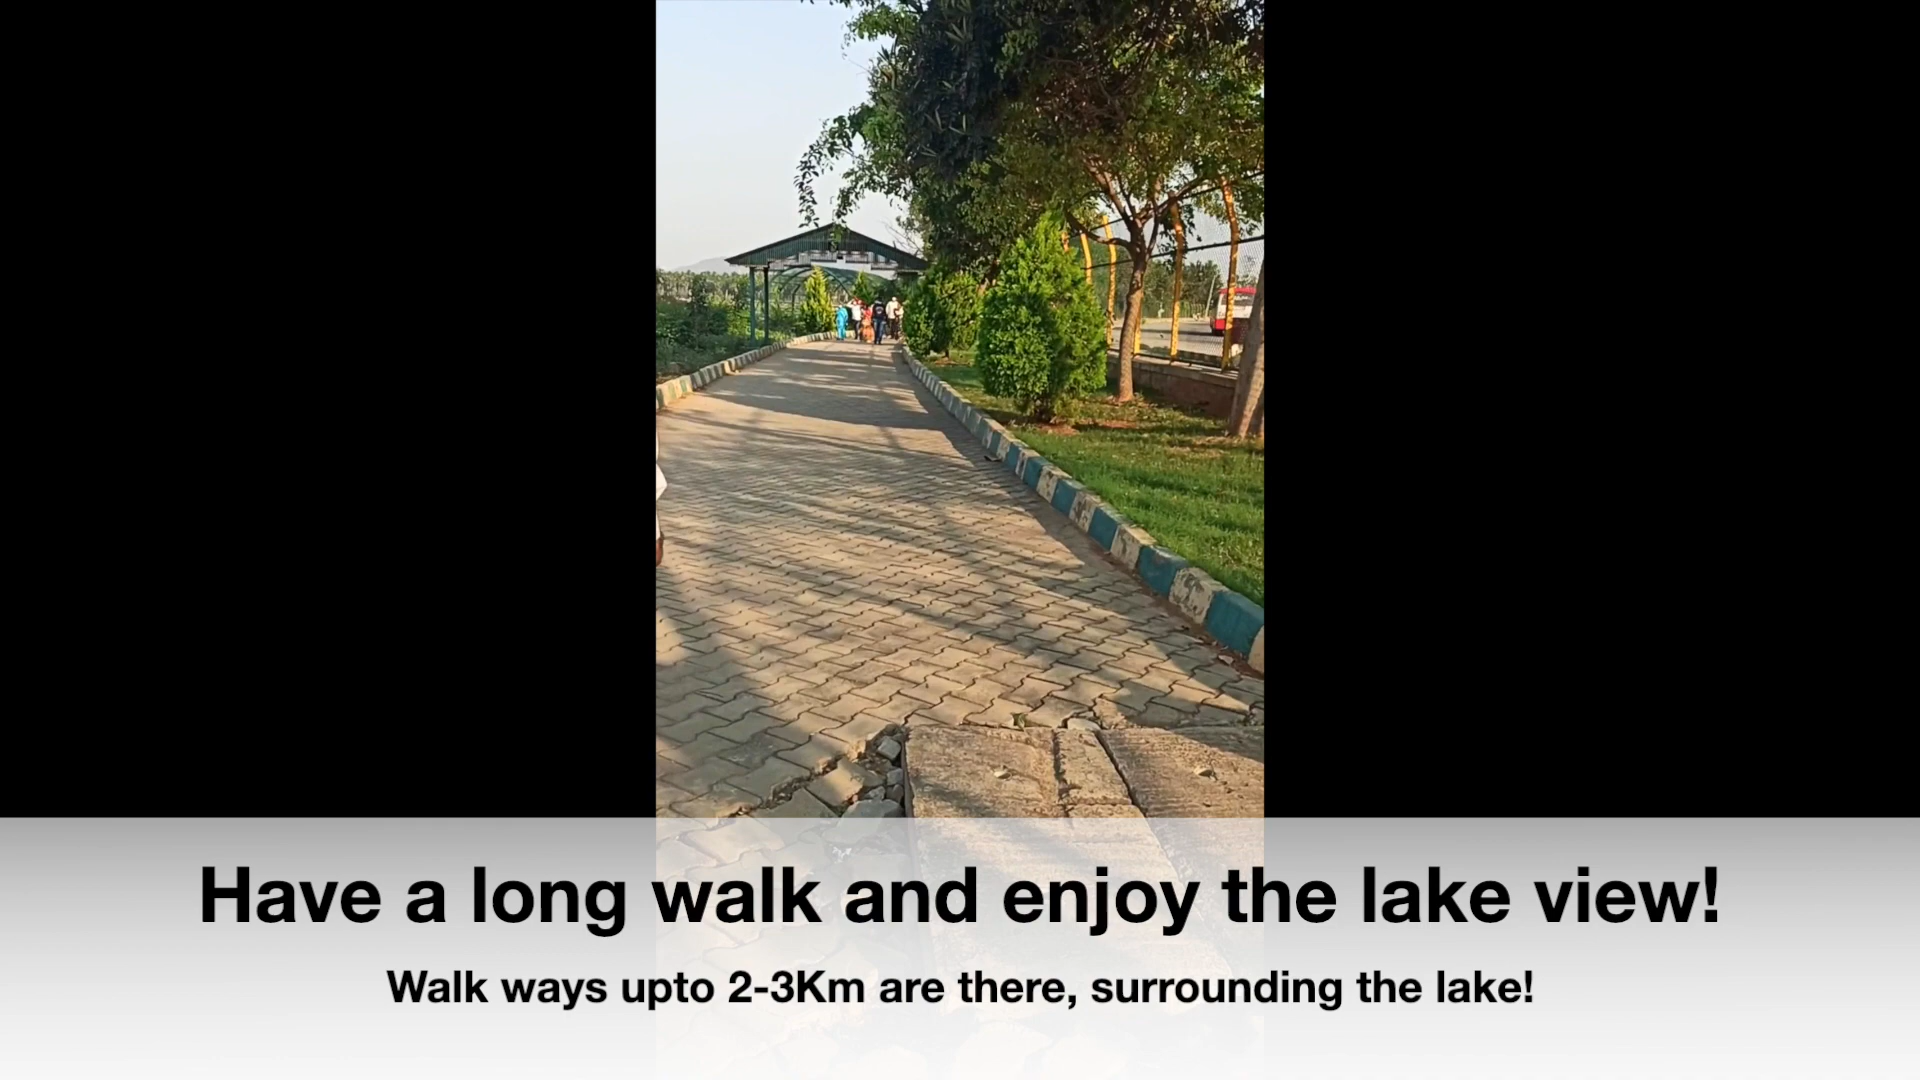 Have a long walk and enjoy the lake view!
Walk ways upto 2-3Km are there, surrounding the lake!